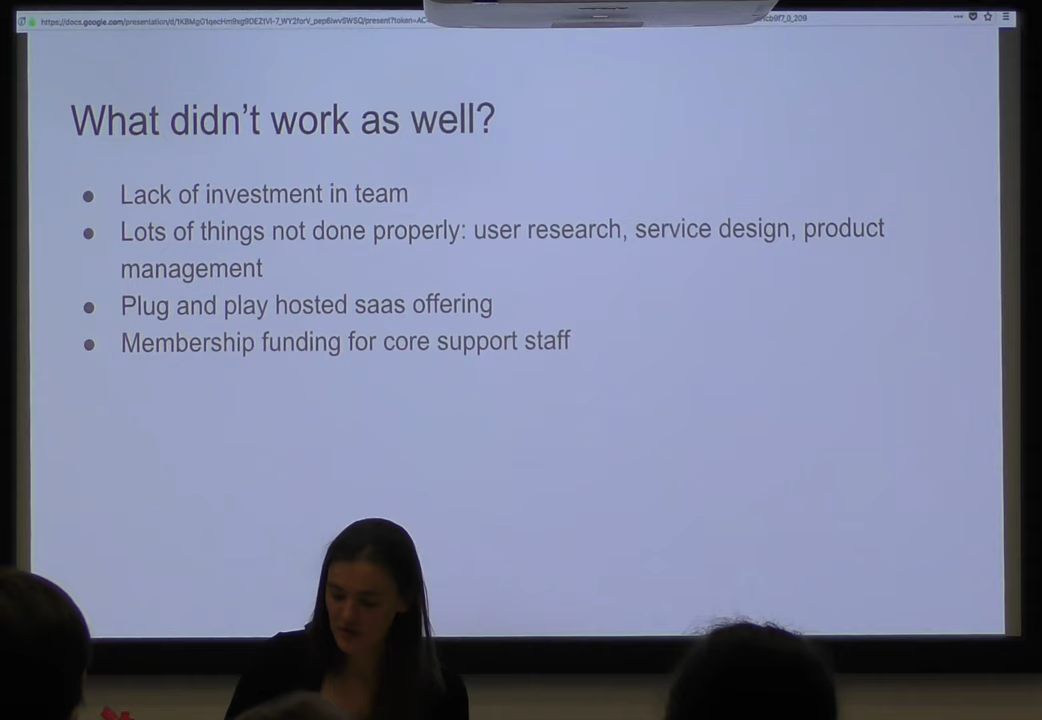 What didn't work as well?
● Lack of investment in team
● Lots of things not done properly: user research, service design, product
management
● Plug and play hosted saas offering
● Membership funding for core support staff